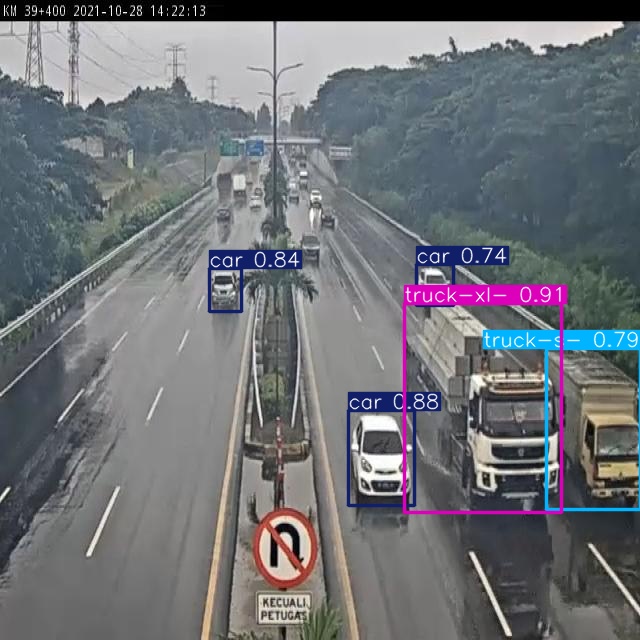 KM 39+400 2021-10-28 14:22:13
car 0.84
car 0.74
truck-xl- 0.91
truck-s- 0.79
car 0.88
KECUALI
PETUGAS